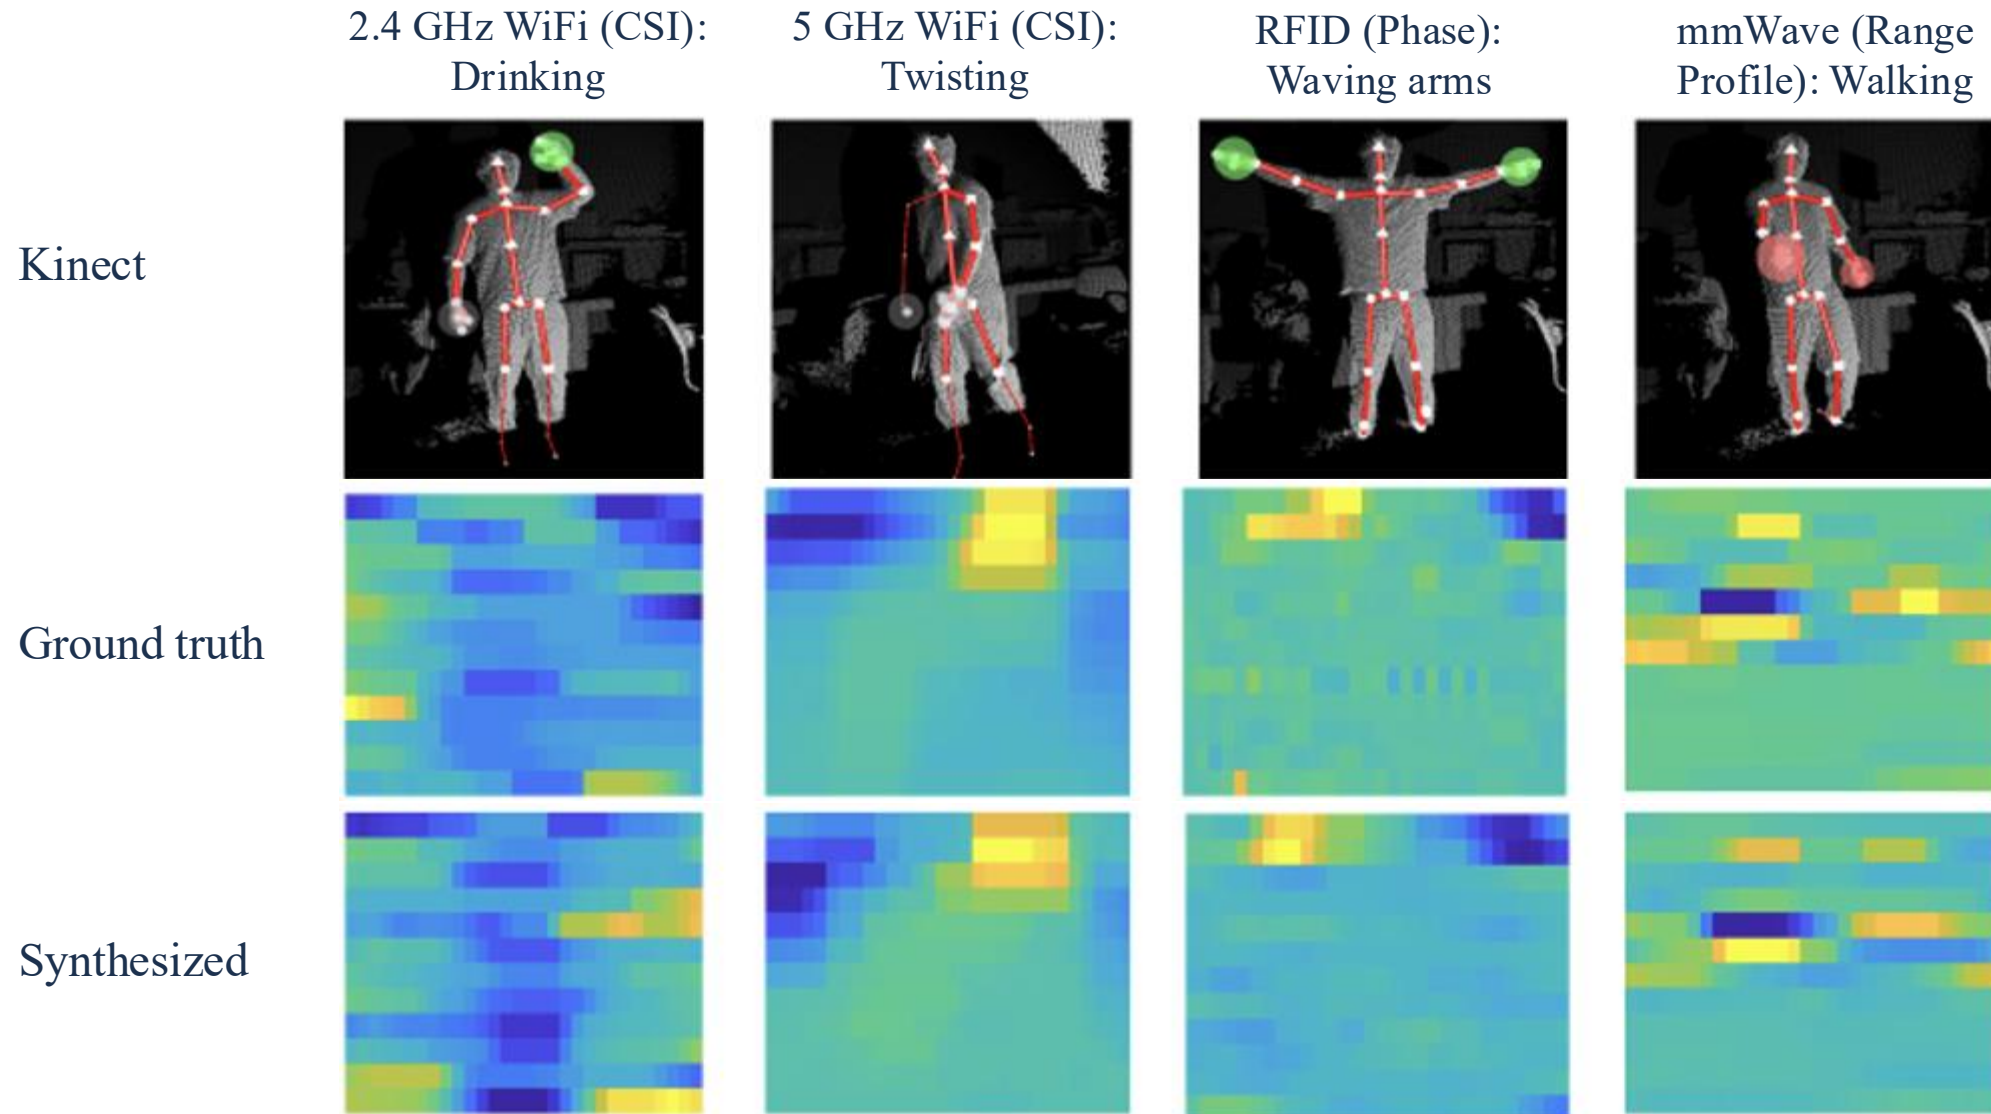 2.4 GHz WiFi (CSI):
Drinking
5 GHz WiFi (CSI):
Twisting
RFID (Phase):
Waving arms
mmWave (Range
Profile): Walking
Kinect
Ground truth
Synthesized